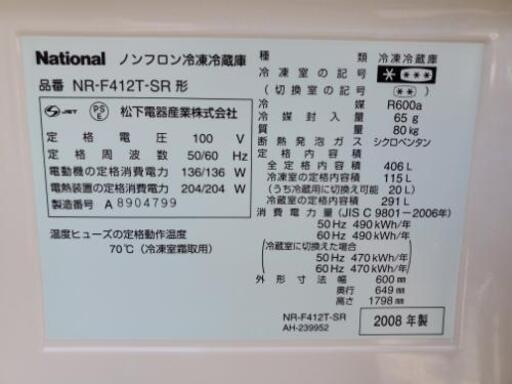 National ノンフロン冷凍冷蔵庫
品番 NR-F412T-SR 形
JET PS E 松下電器産業株式会社
定格電圧 100 V
定格周波数 50/60 Hz
電動機の定格消費電力 136/136 W
電熱装置の定格消費電力 204/204 W
製造番号 A 8904799
温度ヒューズの定格動作温度
70℃(冷凍室霜取用)
種類 冷凍冷蔵庫
冷凍室の記号 * ***
(切換室の記号 **)
冷媒 R600a
冷媒封入量 65 g
質量 80 kg
断熱発泡ガス シクロペンタン
定格内容積
全定格内容積 406 L
冷凍室の定格内容積 115 L
(うち冷蔵用に切換え可能 20 L)
冷蔵室の定格内容積 291 L
消費電力量 (JIS C 9801-2006年)
50 Hz 490 kWh/年
60 Hz 490 kWh/年
(冷蔵室に切換えた場合)
50 Hz 470 kWh/年
60 Hz 470 kWh/年
外形寸法 幅 600 mm
奥行 649 mm
高さ 1798 mm
NR-F412T-SR
AH-239952
2008 年製